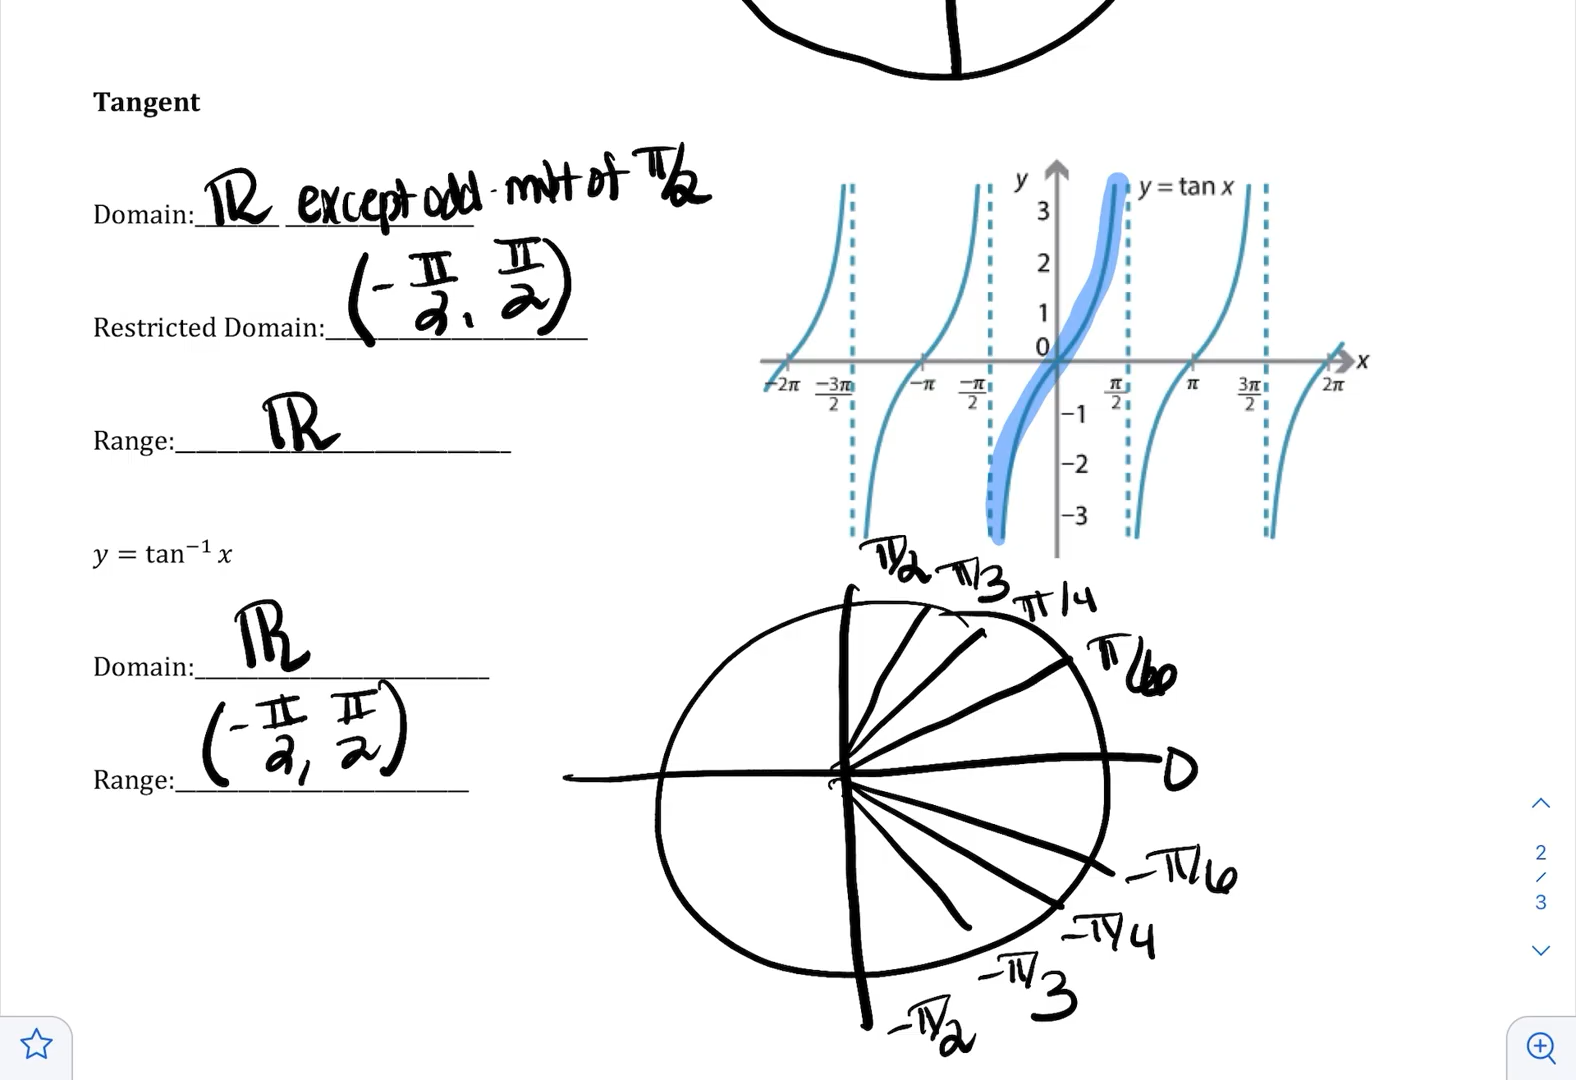 Tangent
Domain: ℝ except odd mult of π/2
Restricted Domain: (-π/2, π/2)
Range: ℝ
y = tan⁻¹ x
Domain: ℝ
Range: (-π/2, π/2)
y
y = tan x
3
2
1
0
x
−2π −3π/2 −π −π/2 π/2 π 3π/2 2π
−1
−2
−3
π/2 π/3 π/4
π/6
0
-π/6
-π/4
-π/3
-π/2
2
/
3